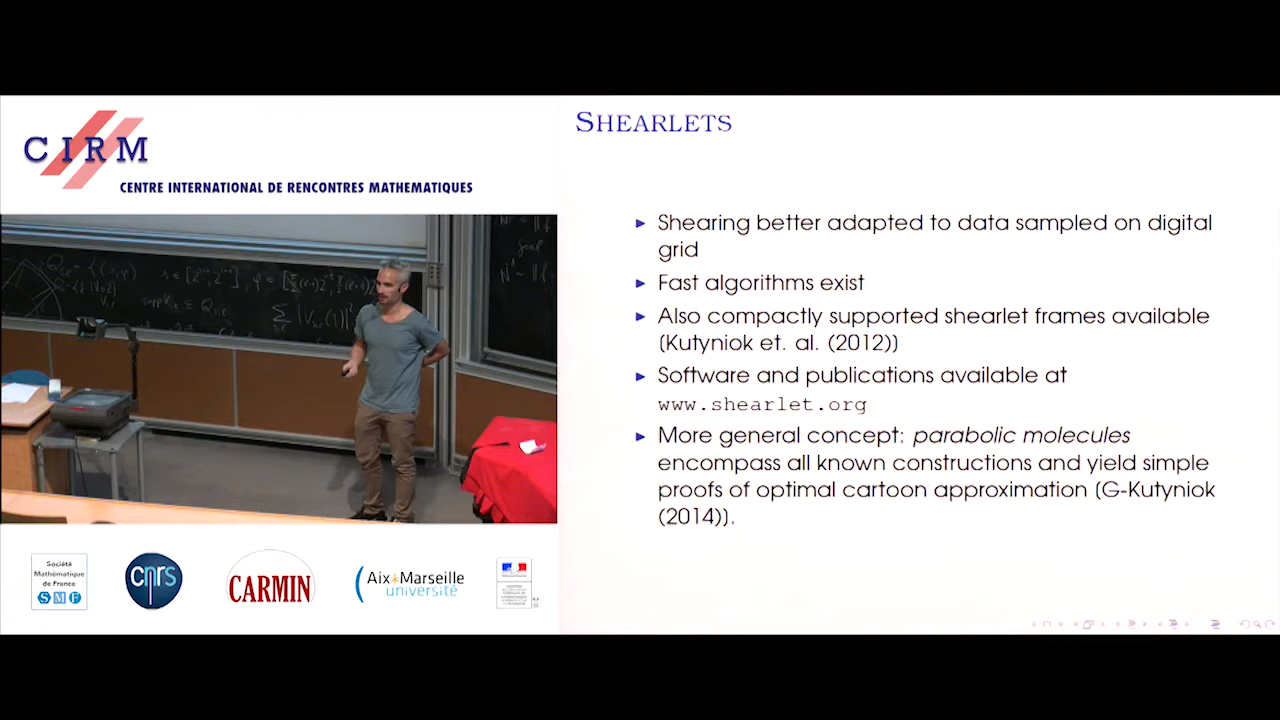 CIRM
CENTRE INTERNATIONAL DE RENCONTRES MATHEMATIQUES
SHEARLETS
Shearing better adapted to data sampled on digital
grid
Fast algorithms exist
Also compactly supported shearlet frames available
(Kutyniok et. al. (2012))
Software and publications available at
www.shearlet.org
More general concept: parabolic molecules
encompass all known constructions and yield simple
proofs of optimal cartoon approximation (G-Kutyniok
(2014)).
Société
Mathématique
de France
SMF
cnrs
CARMIN
Aix*Marseille
université